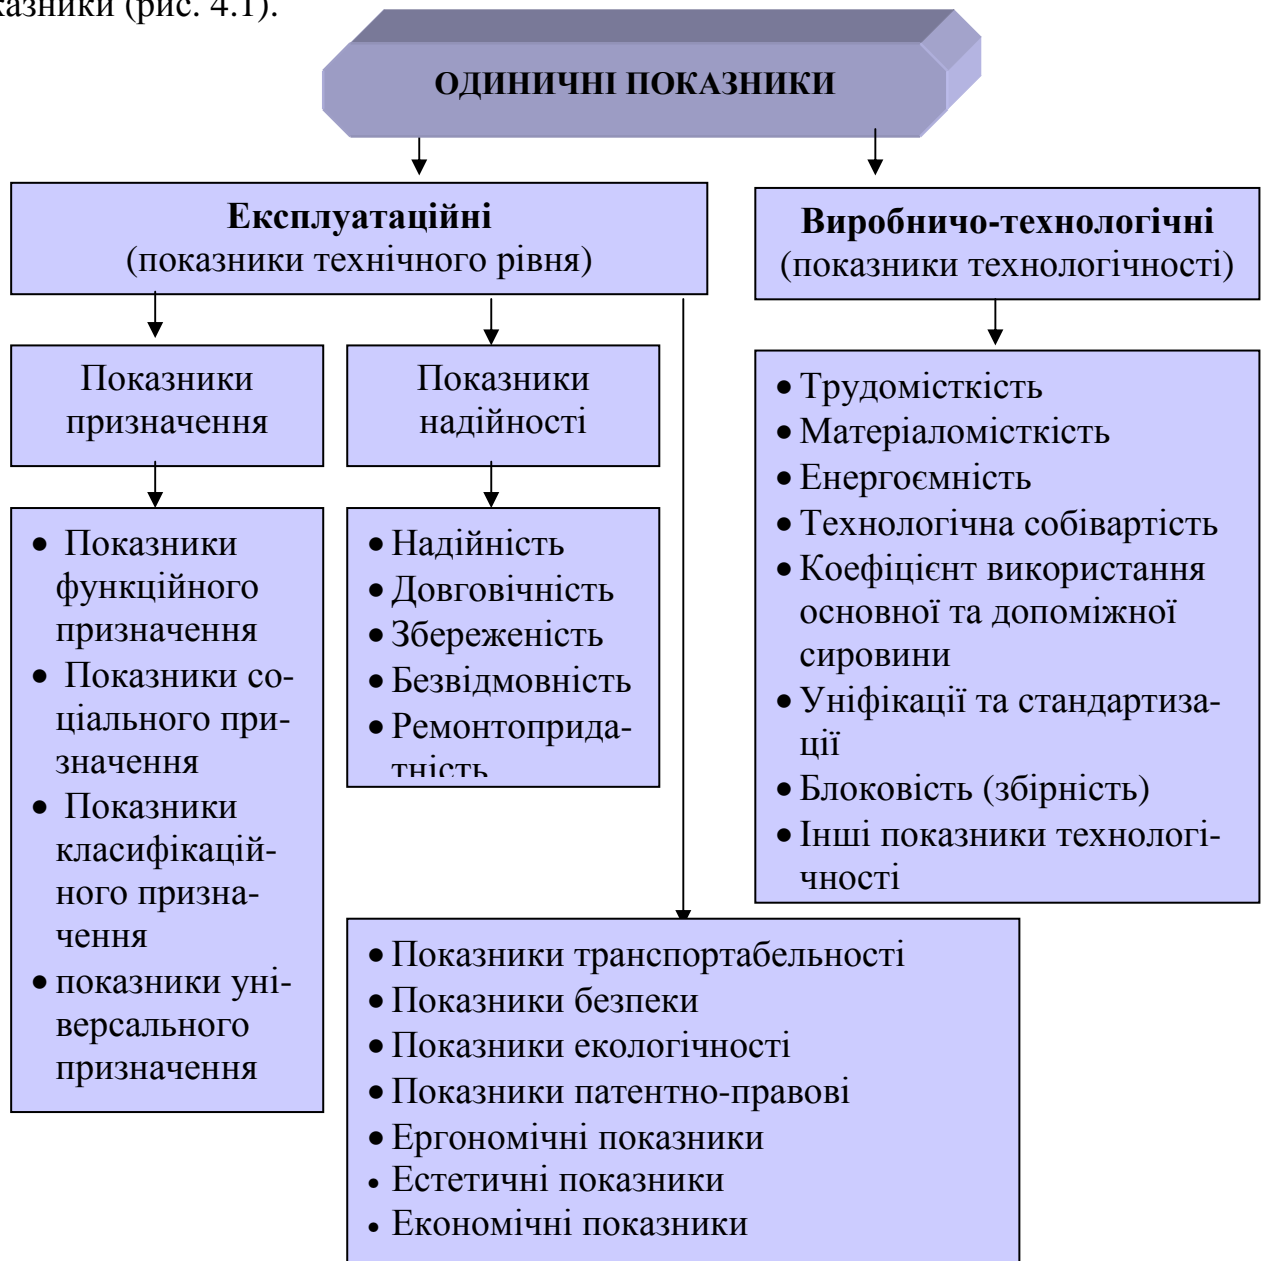 казники (рис. 4.1).
ОДИНИЧНІ ПОКАЗНИКИ
Експлуатаційні
(показники технічного рівня)
Виробничо-технологічні
(показники технологічності)
Показники
призначення
Показники
надійності
• Показники
функційного
призначення
• Показники со-
ціального при-
значення
• Показники
класифікацій-
ного призна-
чення
• показники уні-
версального
призначення
• Надійність
• Довговічність
• Збереженість
• Безвідмовність
• Ремонтоприда-
тність
• Трудомісткість
• Матеріаломісткість
• Енергоємність
• Технологічна собівартість
• Коефіцієнт використання
основної та допоміжної
сировини
• Уніфікації та стандартиза-
ції
• Блоковість (збірність)
• Інші показники технологі-
чності
• Показники транспортабельності
• Показники безпеки
• Показники екологічності
• Показники патентно-правові
• Ергономічні показники
• Естетичні показники
• Економічні показники